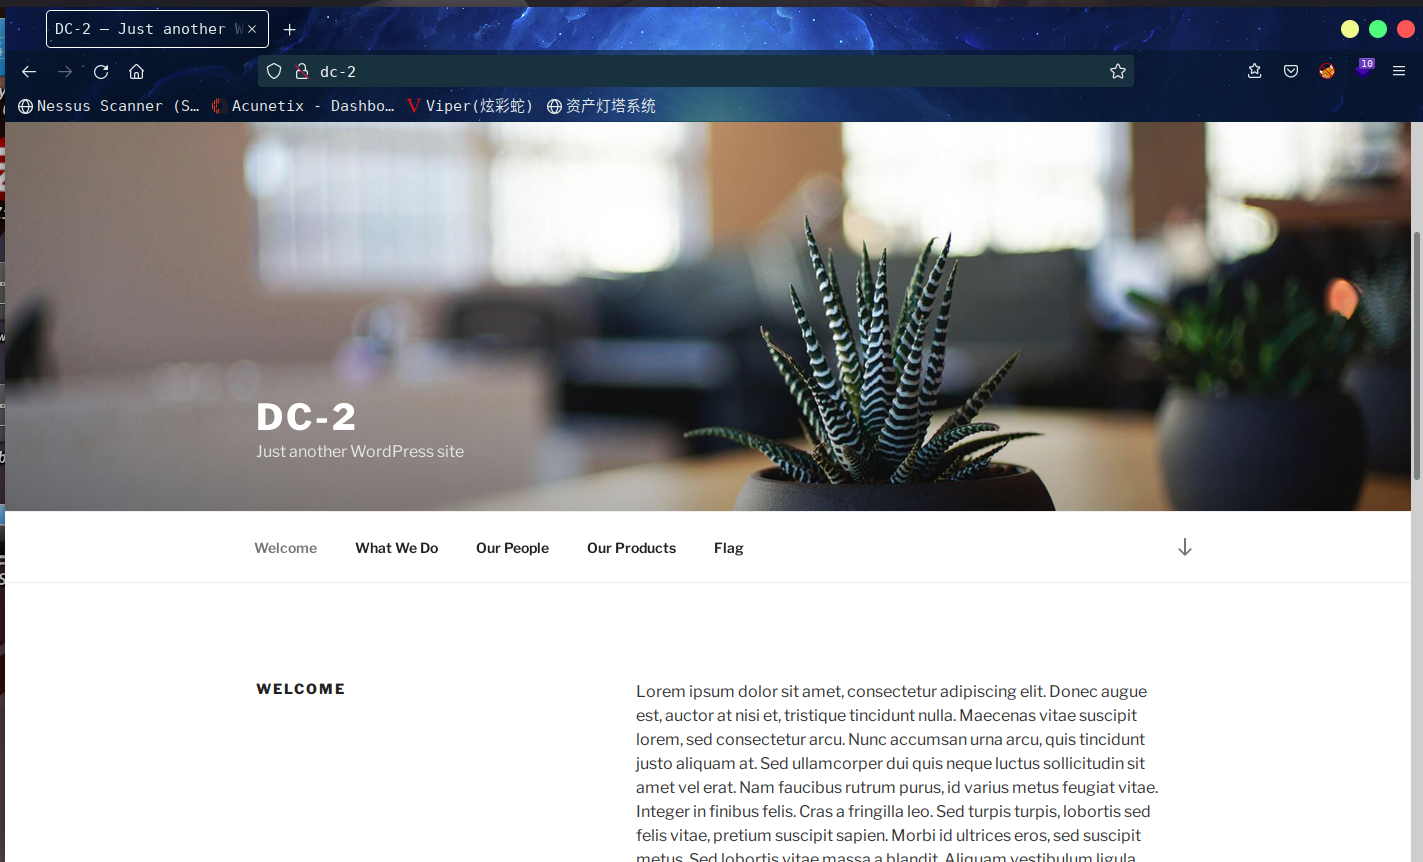 DC-2 — Just another W
dc-2
10
Nessus Scanner (S… Acunetix - Dashbo… Viper(炫彩蛇) 资产灯塔系统
DC-2
Just another WordPress site
Welcome What We Do Our People Our Products Flag
WELCOME
Lorem ipsum dolor sit amet, consectetur adipiscing elit. Donec augue
est, auctor at nisi et, tristique tincidunt nulla. Maecenas vitae suscipit
lorem, sed consectetur arcu. Nunc accumsan urna arcu, quis tincidunt
justo aliquam at. Sed ullamcorper dui quis neque luctus sollicitudin sit
amet vel erat. Nam faucibus rutrum purus, id varius metus feugiat vitae.
Integer in finibus felis. Cras a fringilla leo. Sed turpis turpis, lobortis sed
felis vitae, pretium suscipit sapien. Morbi id ultrices eros, sed suscipit
metus. Sed lobortis vitae massa a blandit. Aliquam vestibulum ligula